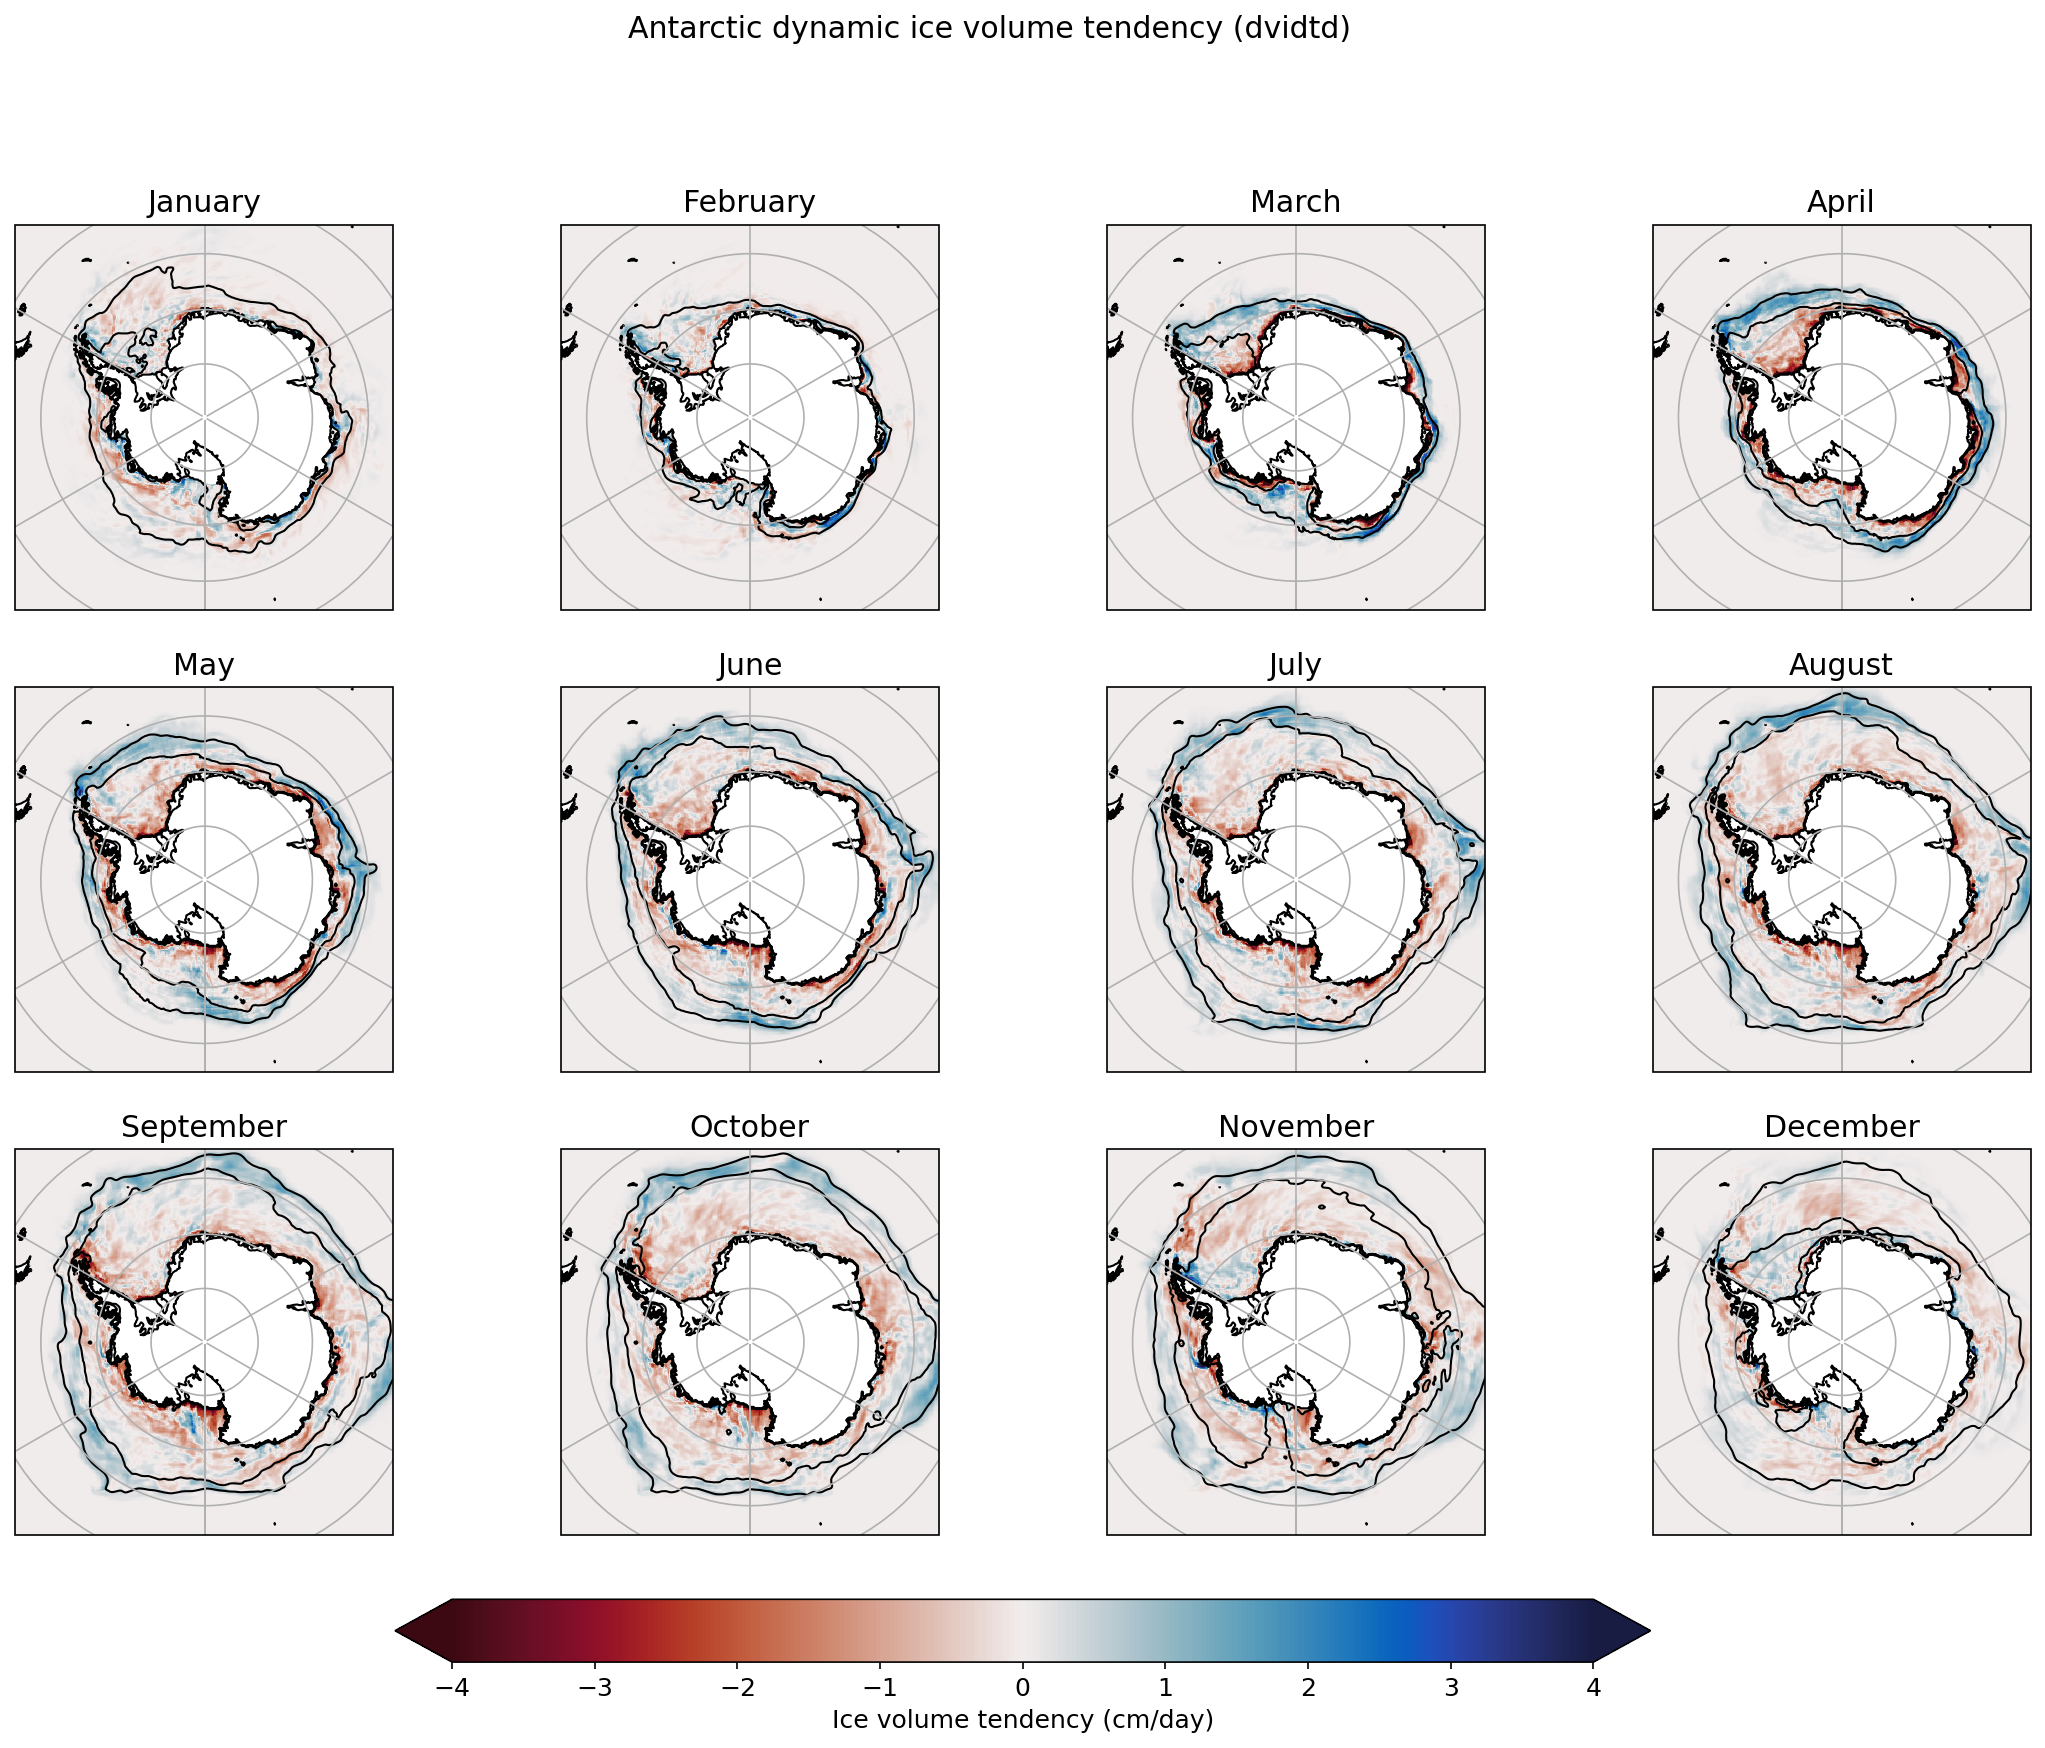 Antarctic dynamic ice volume tendency (dvidtd)
January
February
March
April
May
June
July
August
September
October
November
December
−4
−3
−2
−1
0
1
2
3
4
Ice volume tendency (cm/day)